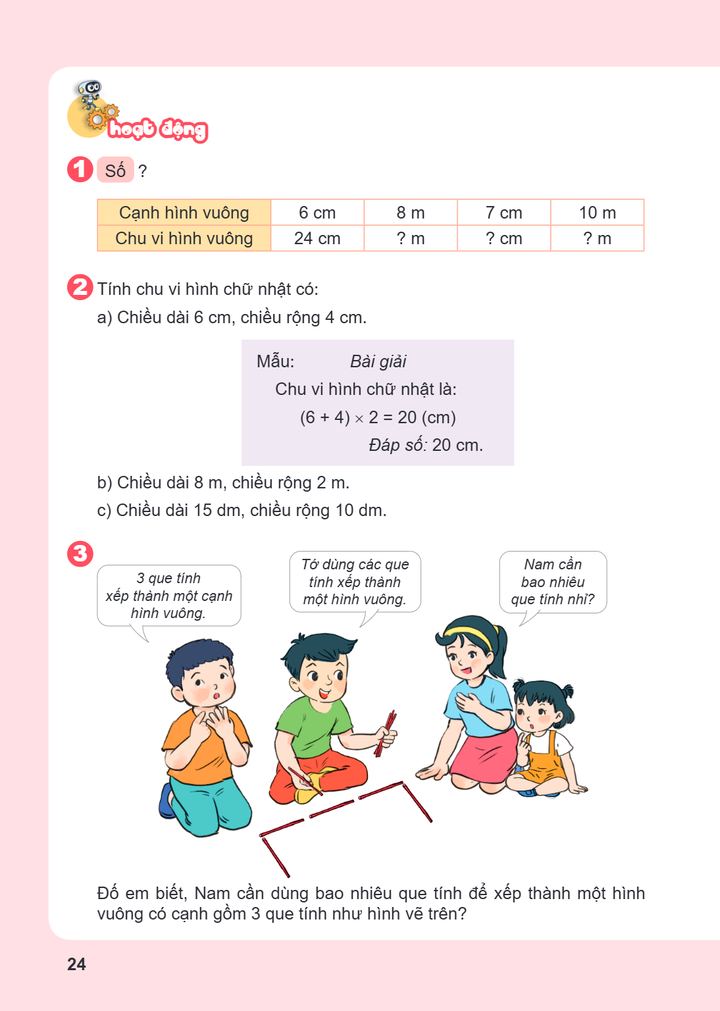 hoạt động
1 Số ?
Cạnh hình vuông 6 cm 8 m 7 cm 10 m
Chu vi hình vuông 24 cm ? m ? cm ? m
2 Tính chu vi hình chữ nhật có:
a) Chiều dài 6 cm, chiều rộng 4 cm.
Mẫu: Bài giải
Chu vi hình chữ nhật là:
(6 + 4) × 2 = 20 (cm)
Đáp số: 20 cm.
b) Chiều dài 8 m, chiều rộng 2 m.
c) Chiều dài 15 dm, chiều rộng 10 dm.
3
3 que tính
xếp thành một cạnh
hình vuông.
Tớ dùng các que
tính xếp thành
một hình vuông.
Nam cần
bao nhiêu
que tính nhỉ?
Đố em biết, Nam cần dùng bao nhiêu que tính để xếp thành một hình
vuông có cạnh gồm 3 que tính như hình vẽ trên?
24